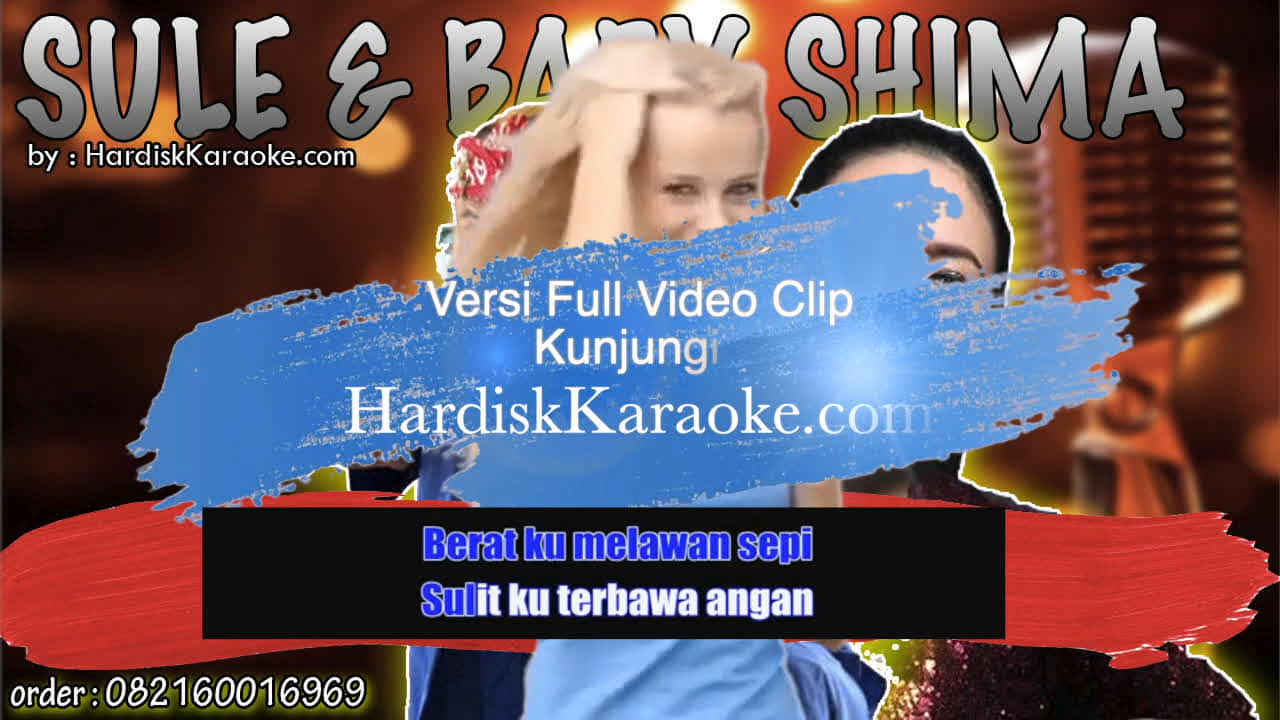 SULE & BABY SHIMA
by : HardiskKaraoke.com
Versi Full Video Clip
Kunjungi
HardiskKaraoke.com
Berat ku melawan sepi
Sulit ku terbawa angan
order : 082160016969